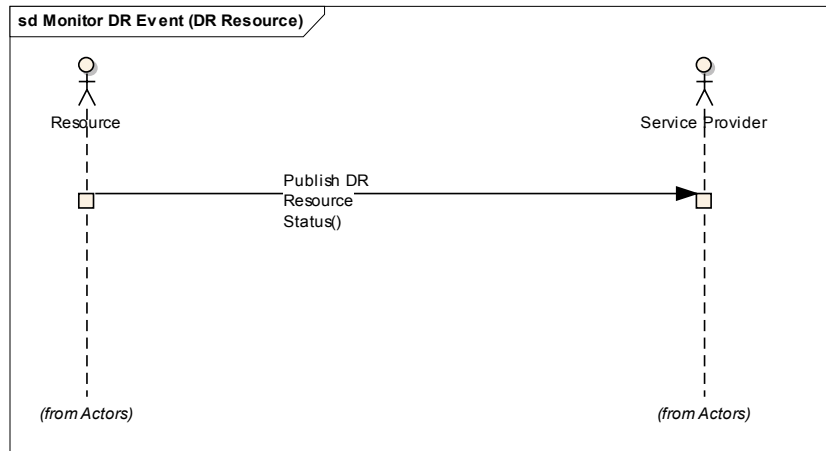 sd Monitor DR Event (DR Resource)
Resource
Service Provider
Publish DR
Resource
Status()
(from Actors)
(from Actors)